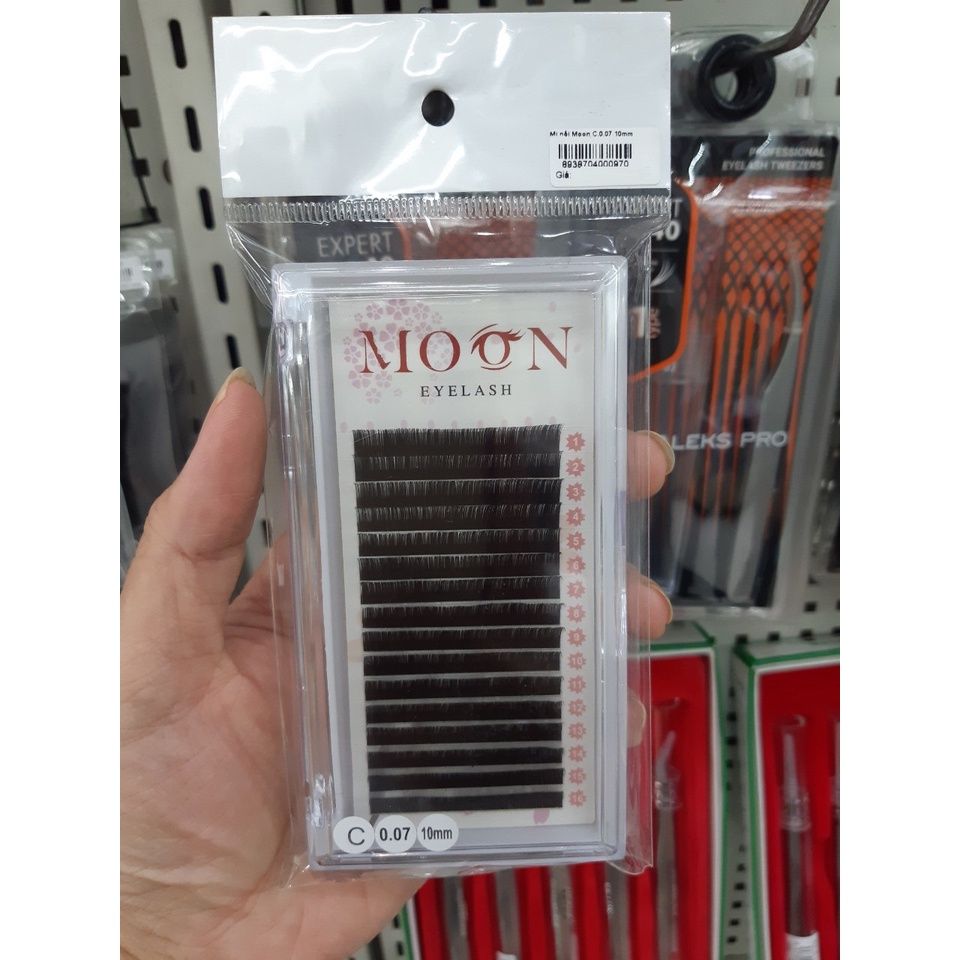 Mi nối Moon C.0.07 10mm
8938704000970
Giá:
PROFESSIONAL
EYELASH TWEEZERS
EXPERT
40
MOON
EYELASH
LEKS PRO
1
2
3
4
5
6
7
8
9
10
11
12
13
14
15
16
C 0.07 10mm